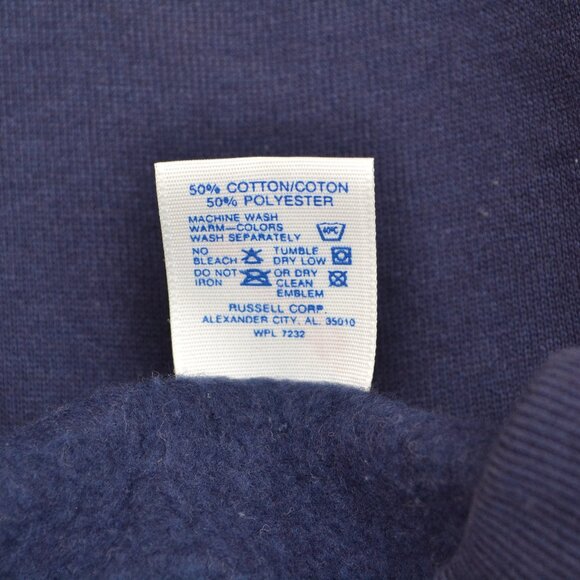 50% COTTON/COTON
50% POLYESTER
MACHINE WASH
WARM—COLORS
WASH SEPARATELY
40°C
NO
BLEACH
TUMBLE
DRY LOW
DO NOT
IRON
OR DRY
CLEAN
EMBLEM
RUSSELL CORP.
ALEXANDER CITY, AL. 35010
WPL 7232